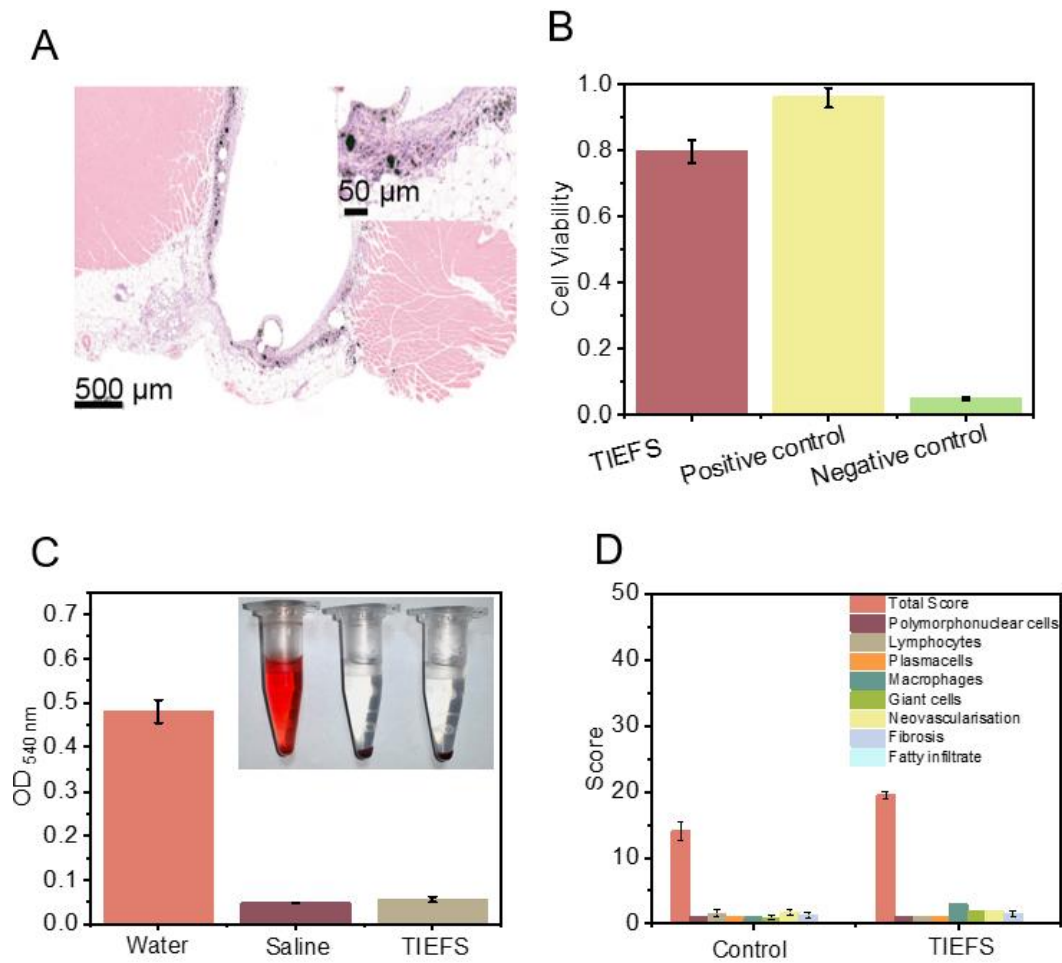 A
50 µm
500 µm
B
1.0
0.8
0.6
0.4
0.2
0.0
Cell Viability
TIEFS
Positive control
Negative control
C
0.7
0.6
0.5
0.4
0.3
0.2
0.1
0.0
OD 540 nm
Water
Saline
TIEFS
D
50
40
30
20
10
0
Score
Total Score
Polymorphonuclear cells
Lymphocytes
Plasmacells
Macrophages
Giant cells
Neovascularisation
Fibrosis
Fatty infiltrate
Control
TIEFS